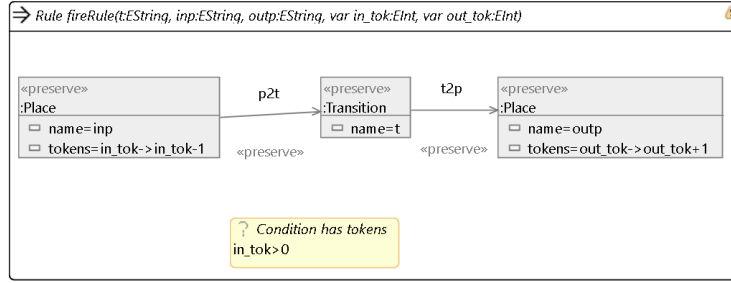 Rule fireRule(t:EString, inp:EString, outp:EString, var in_tok:EInt, var out_tok:EInt)
«preserve»
:Place
name=inp
tokens=in_tok->in_tok-1
p2t
«preserve»
«preserve»
:Transition
name=t
t2p
«preserve»
«preserve»
:Place
name=outp
tokens=out_tok->out_tok+1
? Condition has tokens
in_tok>0